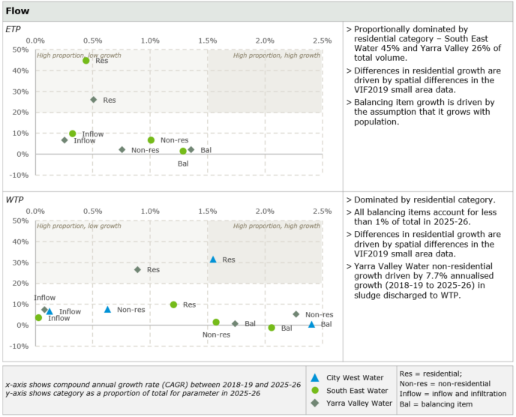 Flow
ETP
0.0% 0.5% 1.0% 1.5% 2.0% 2.5%
50%
High proportion, low growth
High proportion, high growth
Res
40%
30%
Res
20%
10%
Inflow
Inflow
Non-res
Non-res
Bal
0%
Bal
-10%
> Proportionally dominated by
residential category – South East
Water 45% and Yarra Valley 26% of
total volume.
> Differences in residential growth are
driven by spatial differences in the
VIF2019 small area data.
> Balancing item growth is driven by
the assumption that it grows with
population.
WTP
0.0% 0.5% 1.0% 1.5% 2.0% 2.5%
50%
High proportion, low growth
High proportion, high growth
40%
Res
30%
Res
20%
Inflow
10%
Res
Inflow
Non-res
Non-res
Inflow
Bal
Bal
Bal
0%
Non-res
-10%
> Dominated by residential category.
> All balancing items account for less
than 1% of total in 2025-26.
> Differences in residential growth are
driven by spatial differences in the
VIF2019 small area data.
> Yarra Valley Water non-residential
growth driven by 7.7% annualised
growth (2018-19 to 2025-26) in
sludge discharged to WTP.
x-axis shows compound annual growth rate (CAGR) between 2018-19 and 2025-26
y-axis shows category as a proportion of total for parameter in 2025-26
City West Water
South East Water
Yarra Valley Water
Res = residential;
Non-res = non-residential
Inflow = inflow and infiltration
Bal = balancing item